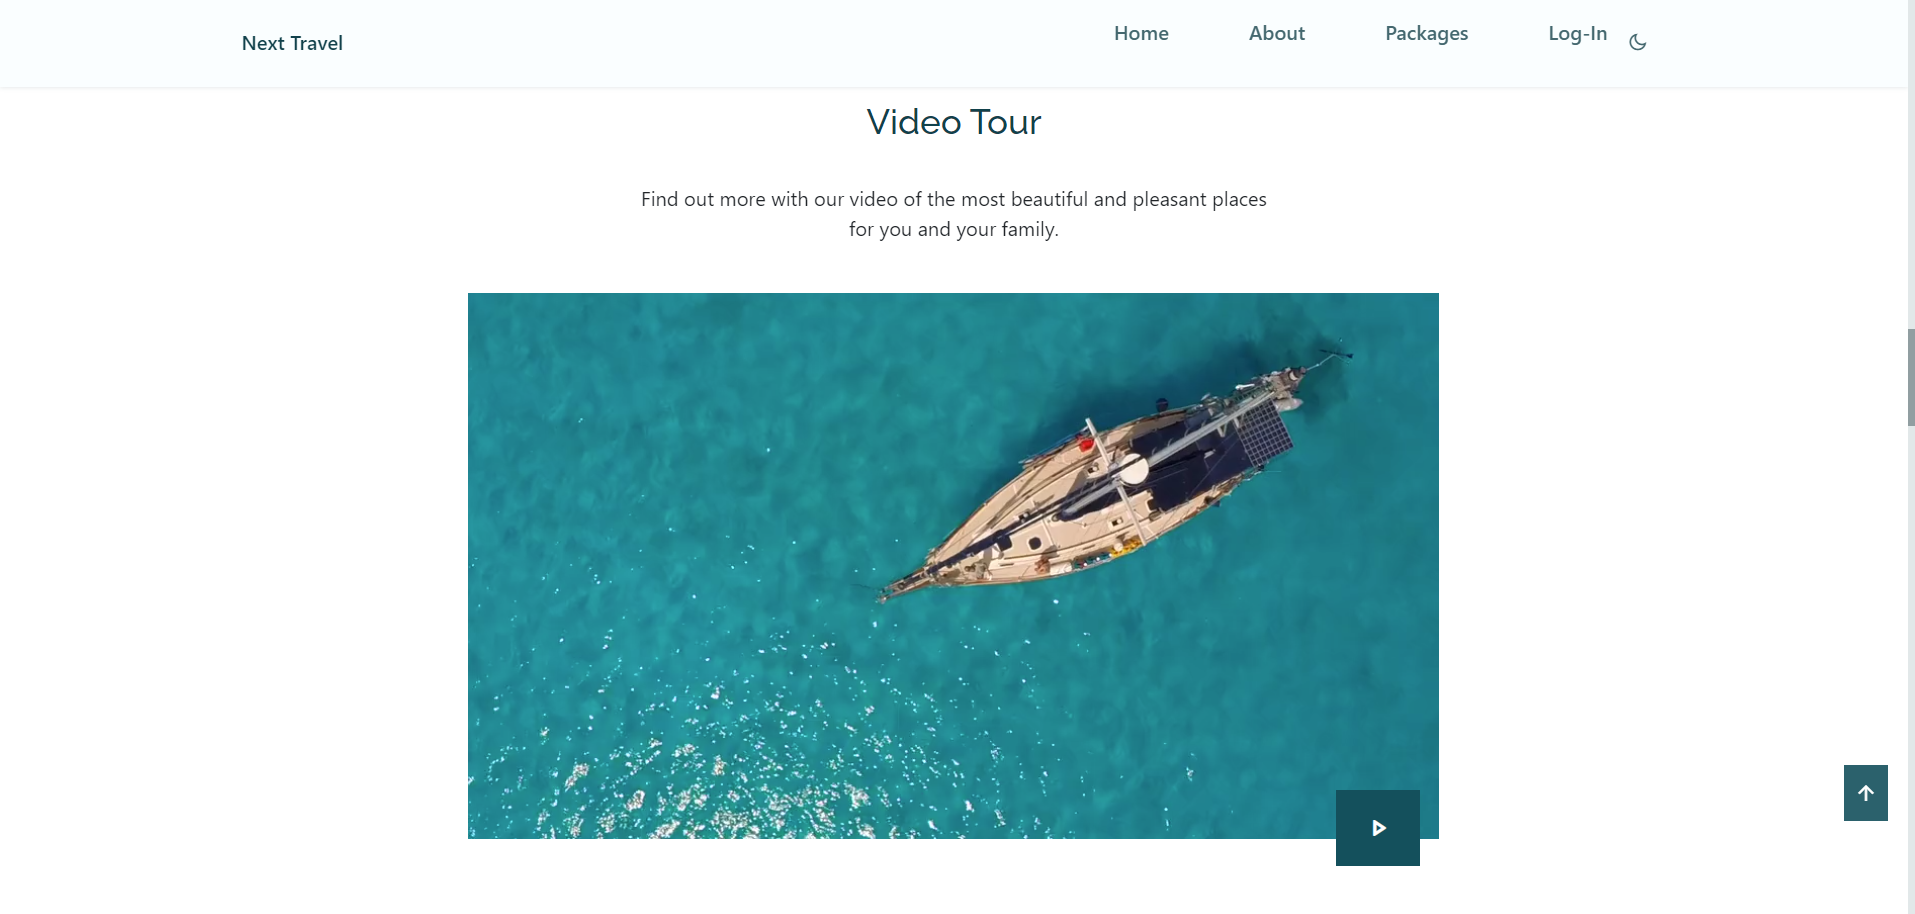 Next Travel
Home
About
Packages
Log-In
Video Tour
Find out more with our video of the most beautiful and pleasant places
for you and your family.